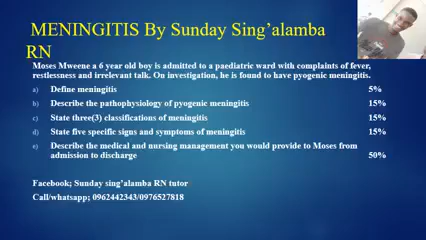 MENINGITIS By Sunday Sing’alamba
RN
Moses Mweene a 6 year old boy is admitted to a paediatric ward with complaints of fever,
restlessness and irrelevant talk. On investigation, he is found to have pyogenic meningitis.
a) Define meningitis 5%
b) Describe the pathophysiology of pyogenic meningitis 15%
c) State three(3) classifications of meningitis 15%
d) State five specific signs and symptoms of meningitis 15%
e) Describe the medical and nursing management you would provide to Moses from
admission to discharge 50%
Facebook; Sunday sing’alamba RN tutor
Call/whatsapp; 0962442343/0976527818